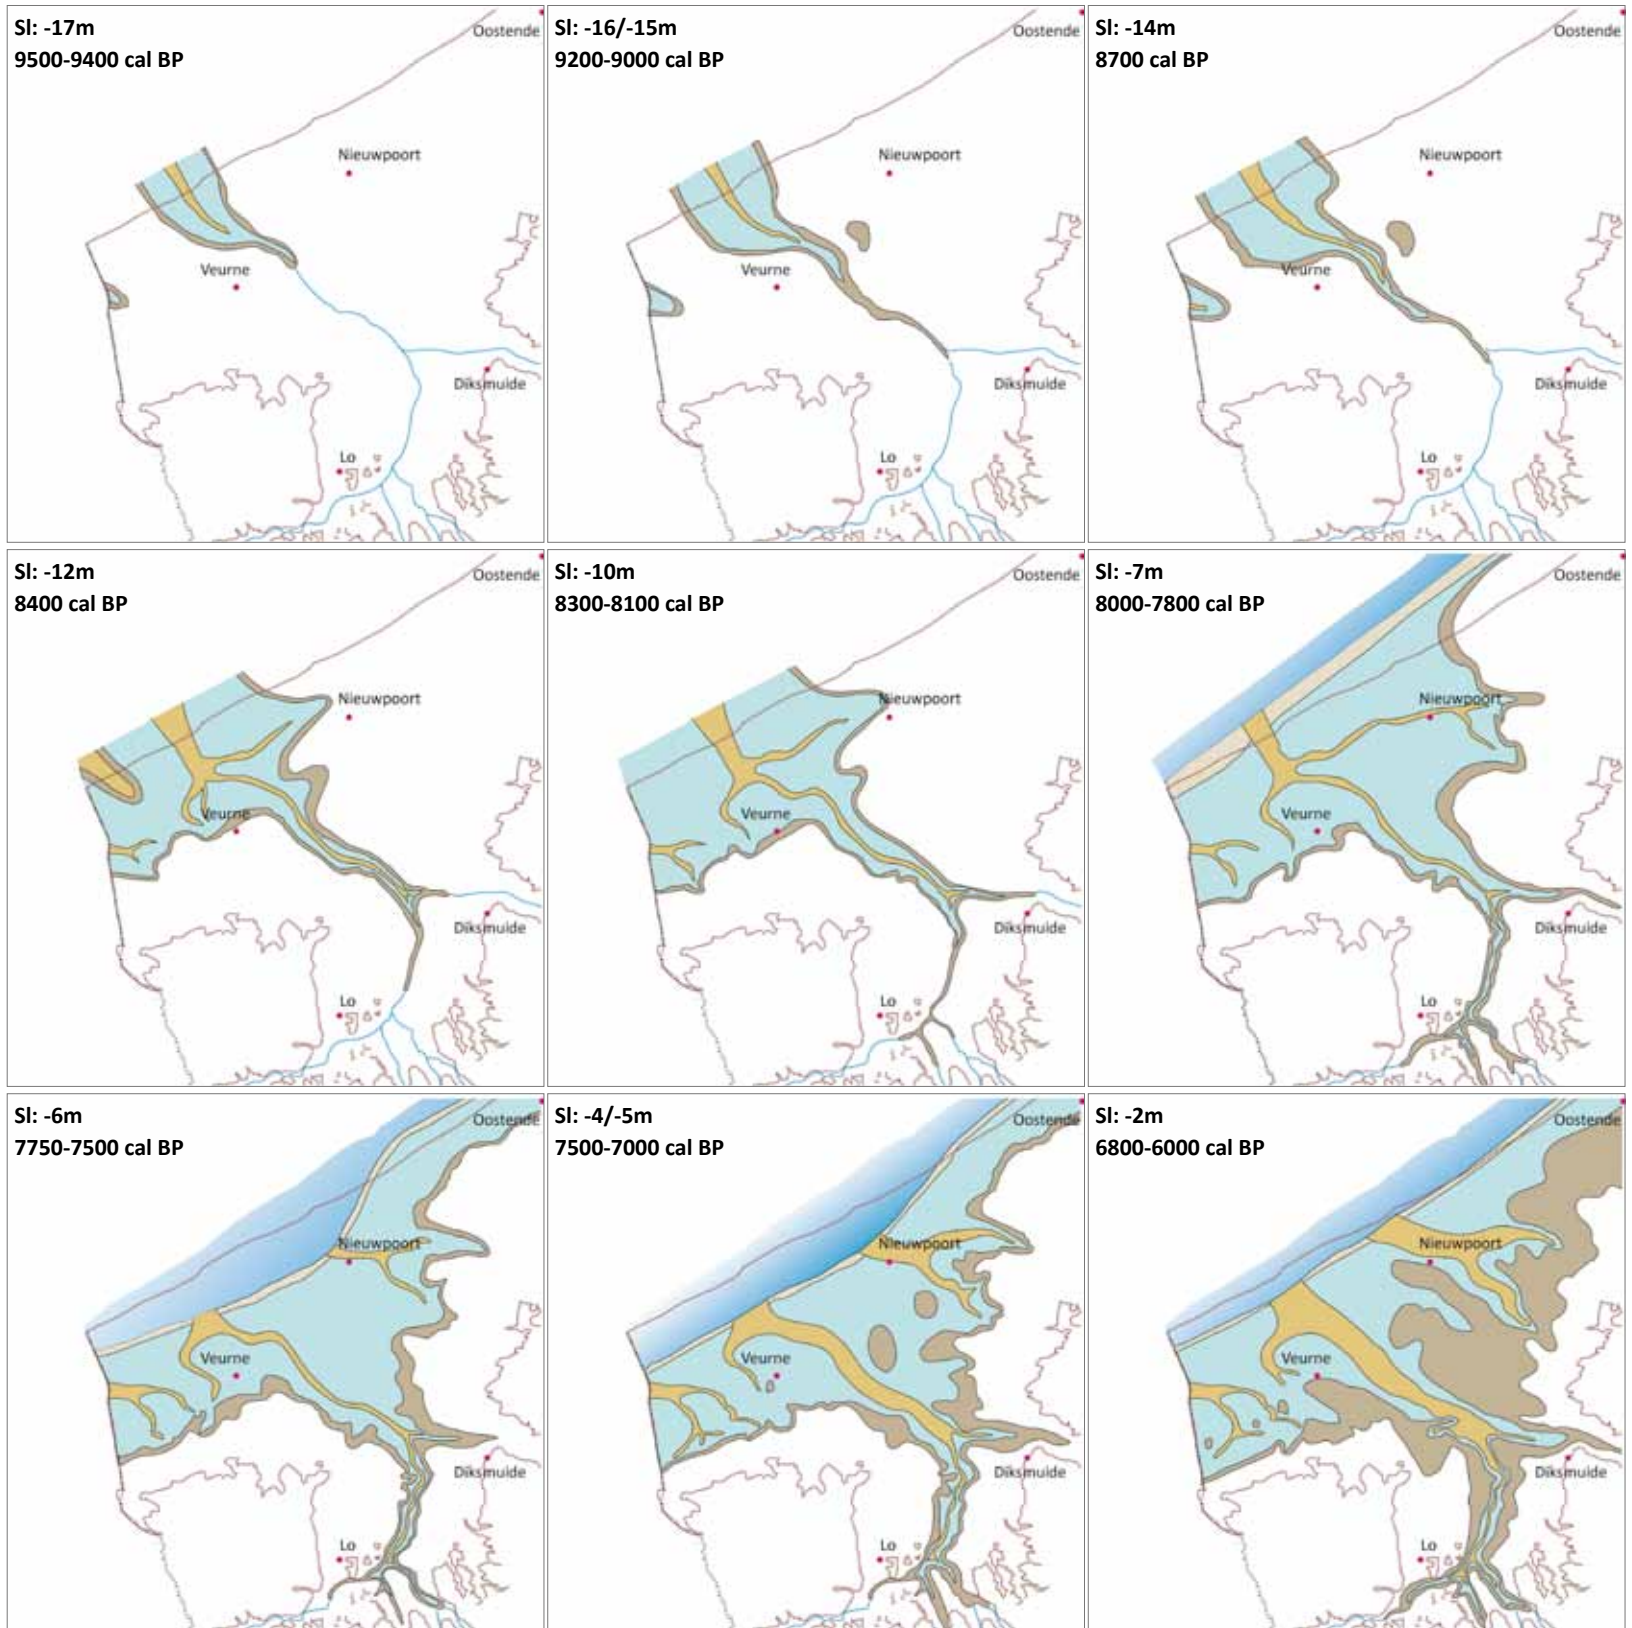 Sl: -17m
9500-9400 cal BP
Oostende
Nieuwpoort
Veurne
Diksmuide
Lo
Sl: -16/-15m
9200-9000 cal BP
Oostende
Nieuwpoort
Veurne
Diksmuide
Lo
Sl: -14m
8700 cal BP
Oostende
Nieuwpoort
Veurne
Diksmuide
Lo
Sl: -12m
8400 cal BP
Oostende
Nieuwpoort
Veurne
Diksmuide
Lo
Sl: -10m
8300-8100 cal BP
Oostende
Nieuwpoort
Veurne
Diksmuide
Lo
Sl: -7m
8000-7800 cal BP
Oostende
Nieuwpoort
Veurne
Diksmuide
Lo
Sl: -6m
7750-7500 cal BP
Oostende
Nieuwpoort
Veurne
Diksmuide
Lo
Sl: -4/-5m
7500-7000 cal BP
Oostende
Nieuwpoort
Veurne
Diksmuide
Lo
Sl: -2m
6800-6000 cal BP
Oostende
Nieuwpoort
Veurne
Diksmuide
Lo